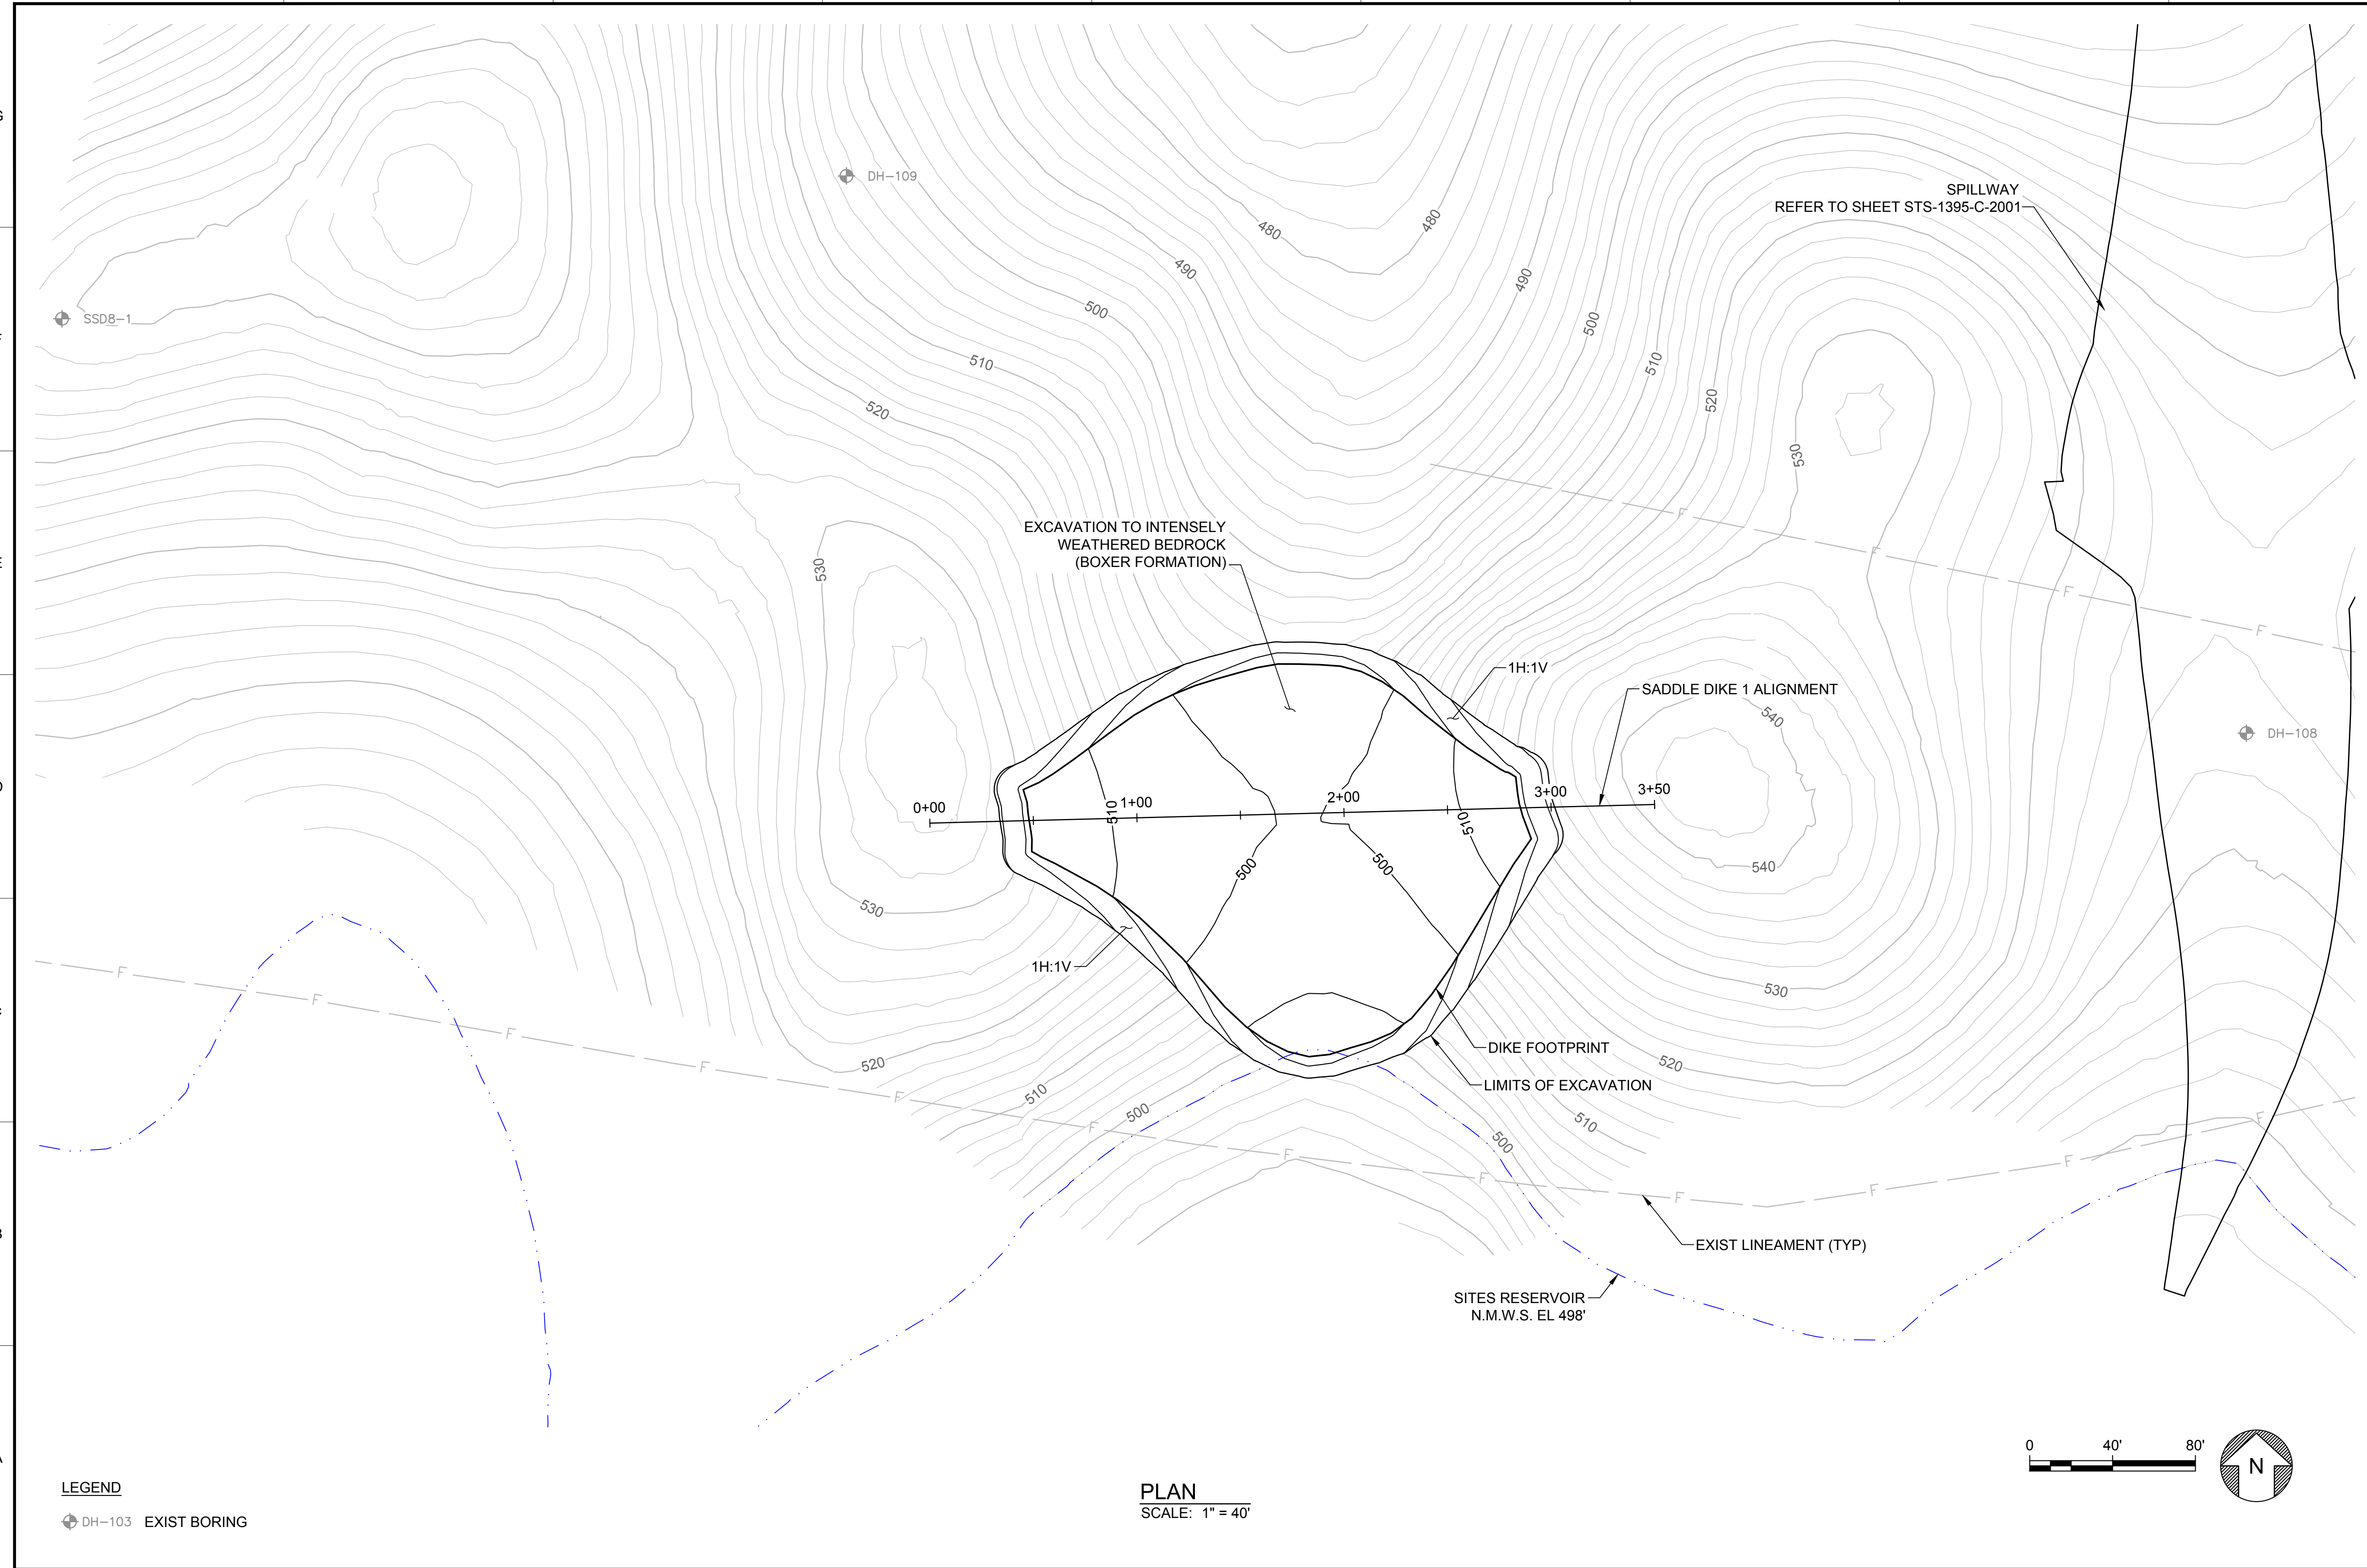 G
DH-109
SPILLWAY
REFER TO SHEET STS-1395-C-2001
480
480
490
490
500
SSD8-1
500
510
510
520
520
530
F
EXCAVATION TO INTENSELY
WEATHERED BEDROCK
(BOXER FORMATION)
F
530
F
F
1H:1V
SADDLE DIKE 1 ALIGNMENT
540
DH-108
0+00
1+00
2+00
3+00
3+50
510
510
500
500
540
530
1H:1V
F
F
530
F
DIKE FOOTPRINT
520
F
520
LIMITS OF EXCAVATION
F
510
500
510
F
F
500
F
F
F
F
F
EXIST LINEAMENT (TYP)
B
SITES RESERVOIR
N.M.W.S. EL 498'
0 40' 80'
N
LEGEND
DH-103 EXIST BORING
PLAN
SCALE: 1" = 40'